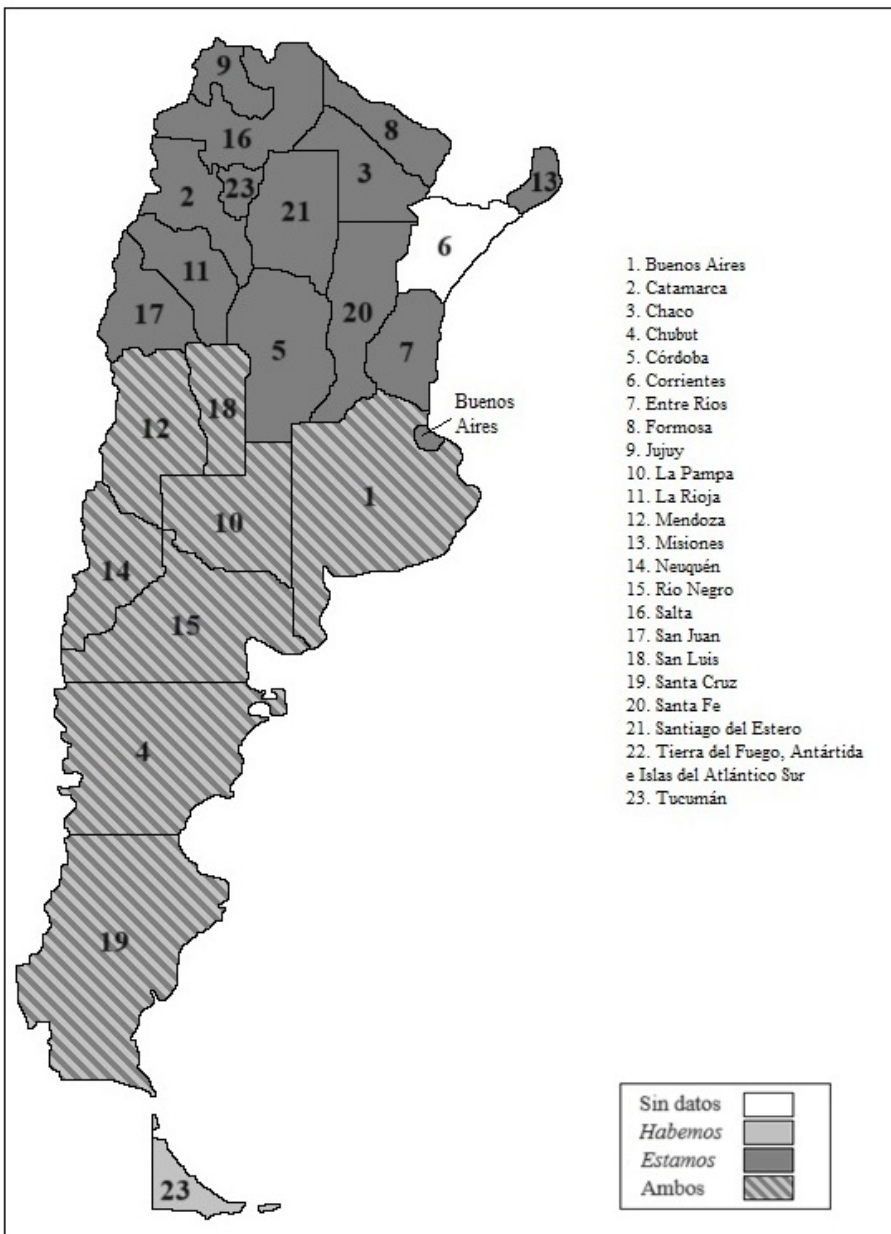 9
16
8
3
13
2
23
21
6
11
17
20
5
7
18
12
Buenos
Aires
1
10
14
15
4
19
23
1. Buenos Aires
2. Catamarca
3. Chaco
4. Chubut
5. Córdoba
6. Corrientes
7. Entre Rios
8. Formosa
9. Jujuy
10. La Pampa
11. La Rioja
12. Mendoza
13. Misiones
14. Neuquén
15. Rio Negro
16. Salta
17. San Juan
18. San Luis
19. Santa Cruz
20. Santa Fe
21. Santiago del Estero
22. Tierra del Fuego, Antártida
e Islas del Atlántico Sur
23. Tucumán
Sin datos
Habemos
Estamos
Ambos